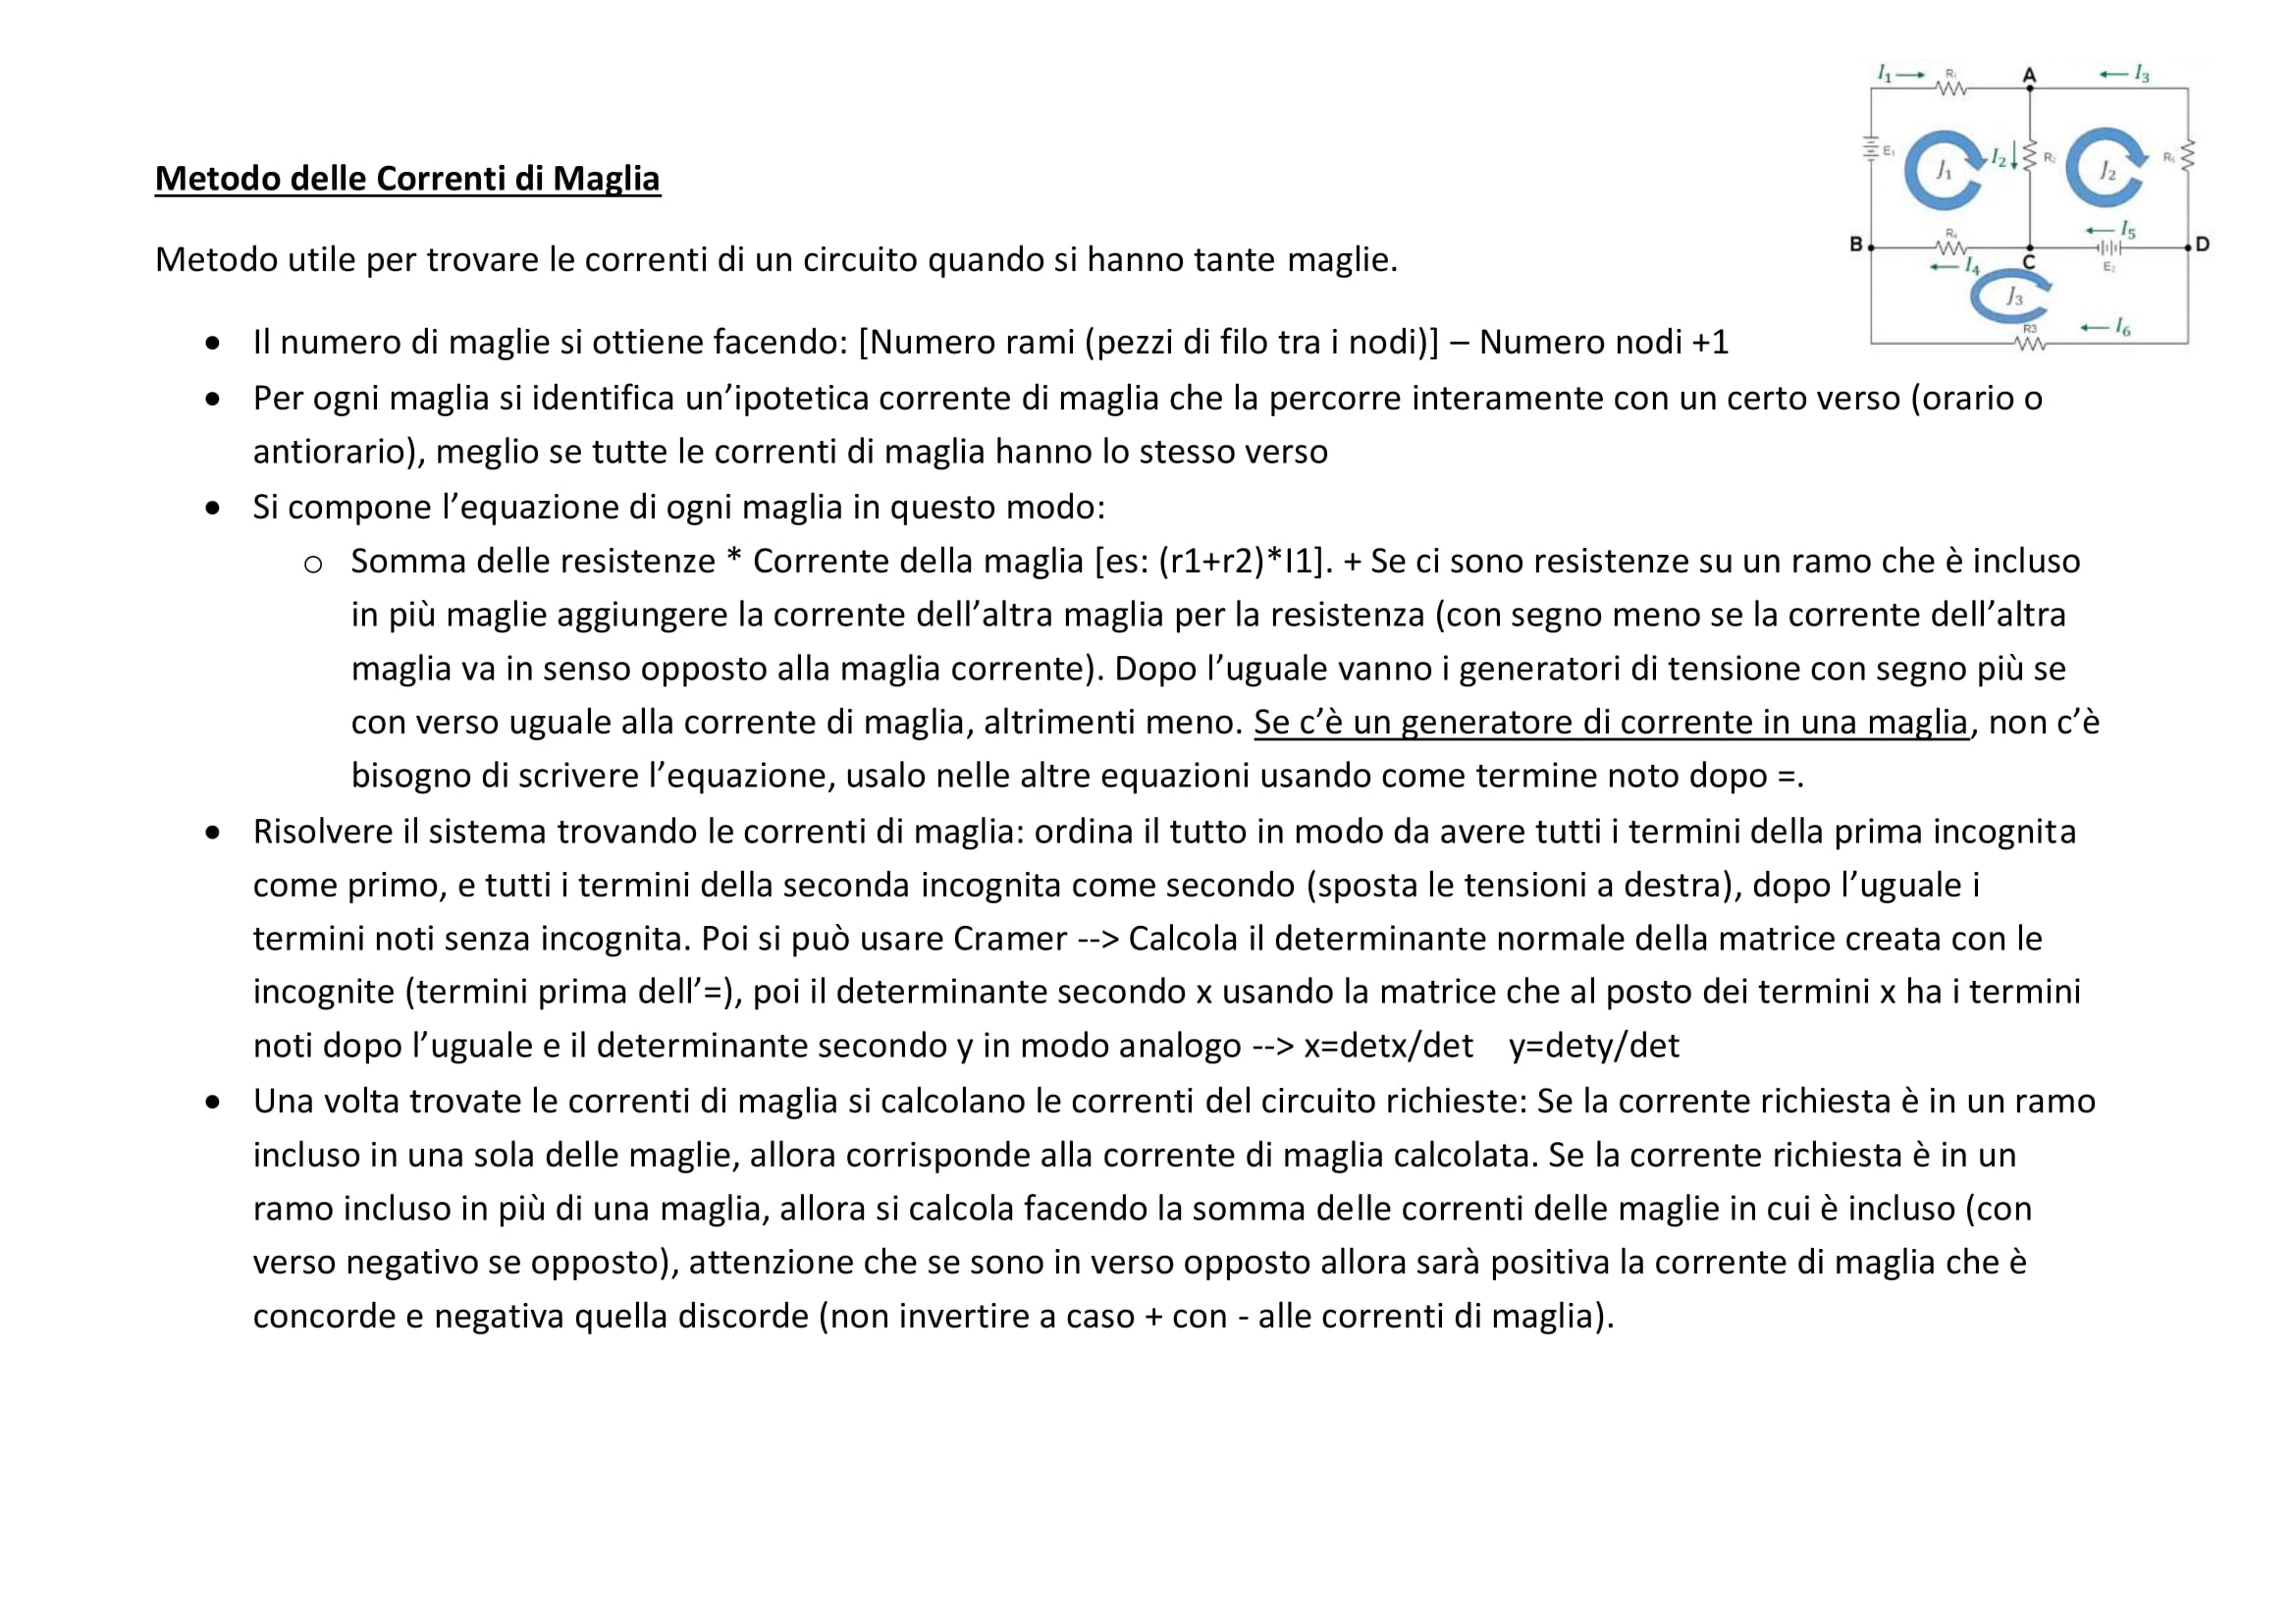 I1 R1 A I3
E1 J1 I2 R2 J2
Metodo delle Correnti di Maglia
I5
B R4 D
I4 C E2
Metodo utile per trovare le correnti di un circuito quando si hanno tante maglie.
J3
R3 I6
Il numero di maglie si ottiene facendo: [Numero rami (pezzi di filo tra i nodi)] – Numero nodi +1
Per ogni maglia si identifica un’ipotetica corrente di maglia che la percorre interamente con un certo verso (orario o
antiorario), meglio se tutte le correnti di maglia hanno lo stesso verso
Si compone l’equazione di ogni maglia in questo modo:
Somma delle resistenze * Corrente della maglia [es: (r1+r2)*I1]. + Se ci sono resistenze su un ramo che è incluso
in più maglie aggiungere la corrente dell’altra maglia per la resistenza (con segno meno se la corrente dell’altra
maglia va in senso opposto alla maglia corrente). Dopo l’uguale vanno i generatori di tensione con segno più se
con verso uguale alla corrente di maglia, altrimenti meno. Se c’è un generatore di corrente in una maglia, non c’è
bisogno di scrivere l’equazione, usalo nelle altre equazioni usando come termine noto dopo =.
Risolvere il sistema trovando le correnti di maglia: ordina il tutto in modo da avere tutti i termini della prima incognita
come primo, e tutti i termini della seconda incognita come secondo (sposta le tensioni a destra), dopo l’uguale i
termini noti senza incognita. Poi si può usare Cramer --> Calcola il determinante normale della matrice creata con le
incognite (termini prima dell’=), poi il determinante secondo x usando la matrice che al posto dei termini x ha i termini
noti dopo l’uguale e il determinante secondo y in modo analogo --> x=detx/det y=dety/det
Una volta trovate le correnti di maglia si calcolano le correnti del circuito richieste: Se la corrente richiesta è in un ramo
incluso in una sola delle maglie, allora corrisponde alla corrente di maglia calcolata. Se la corrente richiesta è in un
ramo incluso in più di una maglia, allora si calcola facendo la somma delle correnti delle maglie in cui è incluso (con
verso negativo se opposto), attenzione che se sono in verso opposto allora sarà positiva la corrente di maglia che è
concorde e negativa quella discorde (non invertire a caso + con - alle correnti di maglia).